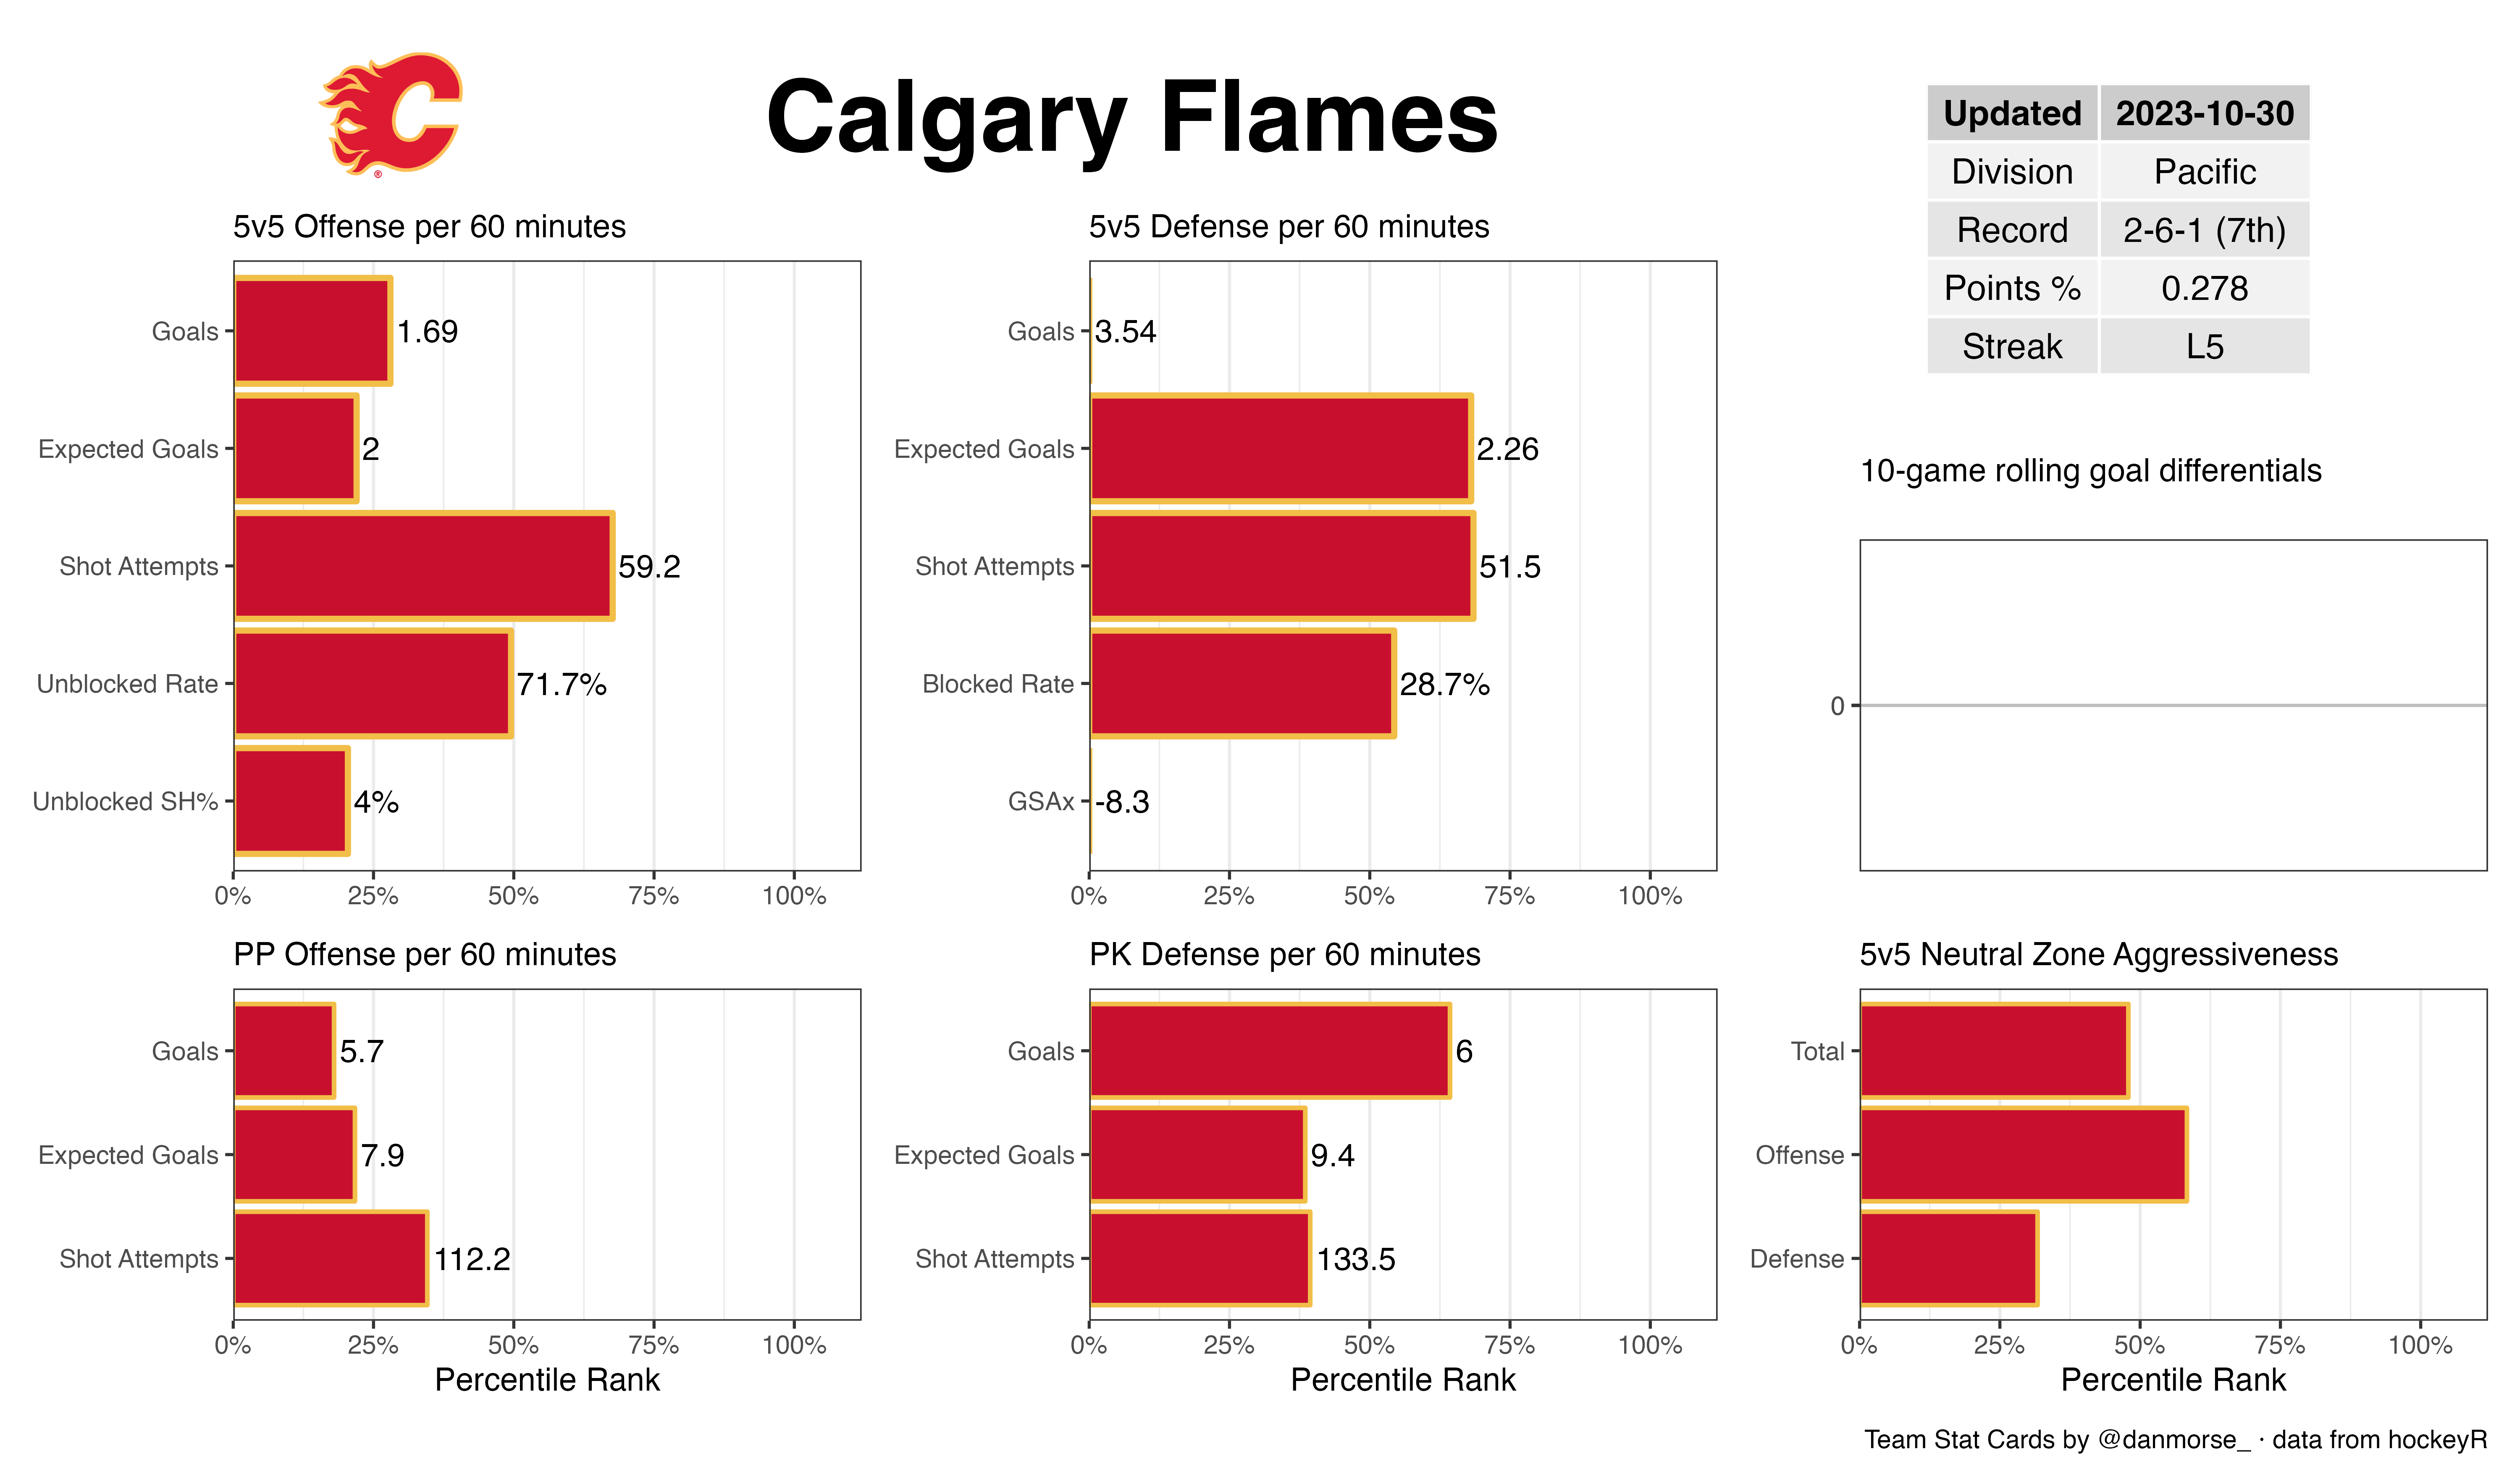 Calgary Flames
Updated 2023-10-30
Division Pacific
Record 2-6-1 (7th)
Points % 0.278
Streak L5
5v5 Offense per 60 minutes
Goals 1.69
Expected Goals 2
Shot Attempts 59.2
Unblocked Rate 71.7%
Unblocked SH% 4%
0% 25% 50% 75% 100%
5v5 Defense per 60 minutes
Goals 3.54
Expected Goals 2.26
Shot Attempts 51.5
Blocked Rate 28.7%
GSAx -8.3
0% 25% 50% 75% 100%
10-game rolling goal differentials
0
PP Offense per 60 minutes
Goals 5.7
Expected Goals 7.9
Shot Attempts 112.2
0% 25% 50% 75% 100%
Percentile Rank
PK Defense per 60 minutes
Goals 6
Expected Goals 9.4
Shot Attempts 133.5
0% 25% 50% 75% 100%
Percentile Rank
5v5 Neutral Zone Aggressiveness
Total
Offense
Defense
0% 25% 50% 75% 100%
Percentile Rank
Team Stat Cards by @danmorse_ · data from hockeyR